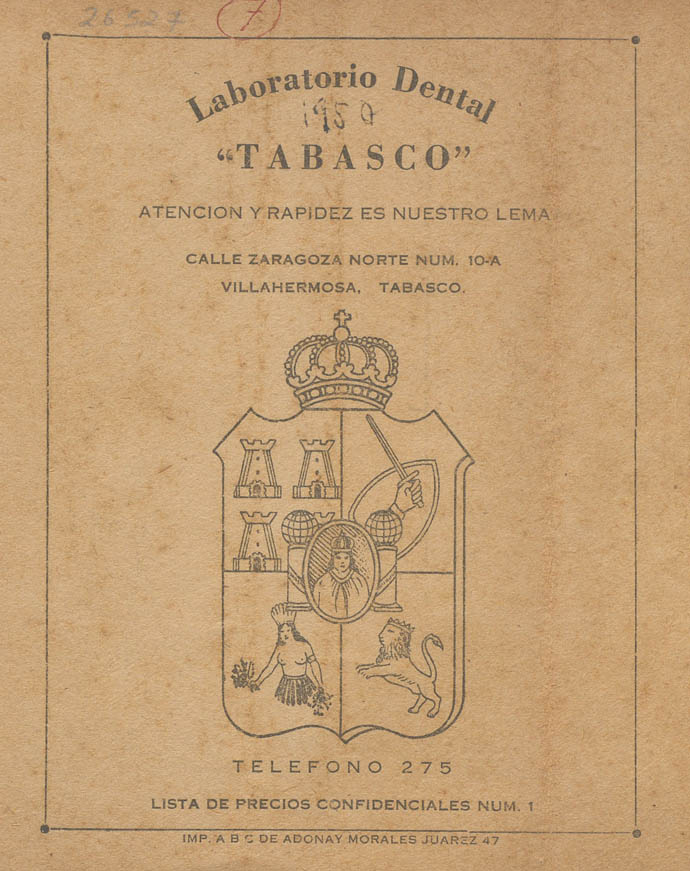 26527 7
Laboratorio Dental
1950
“TABASCO”
ATENCION Y RAPIDEZ ES NUESTRO LEMA
CALLE ZARAGOZA NORTE NUM. 10-A
VILLAHERMOSA, TABASCO.
TELEFONO 275
LISTA DE PRECIOS CONFIDENCIALES NUM. 1
IMP. A B C DE ADONAY MORALES JUAREZ 47